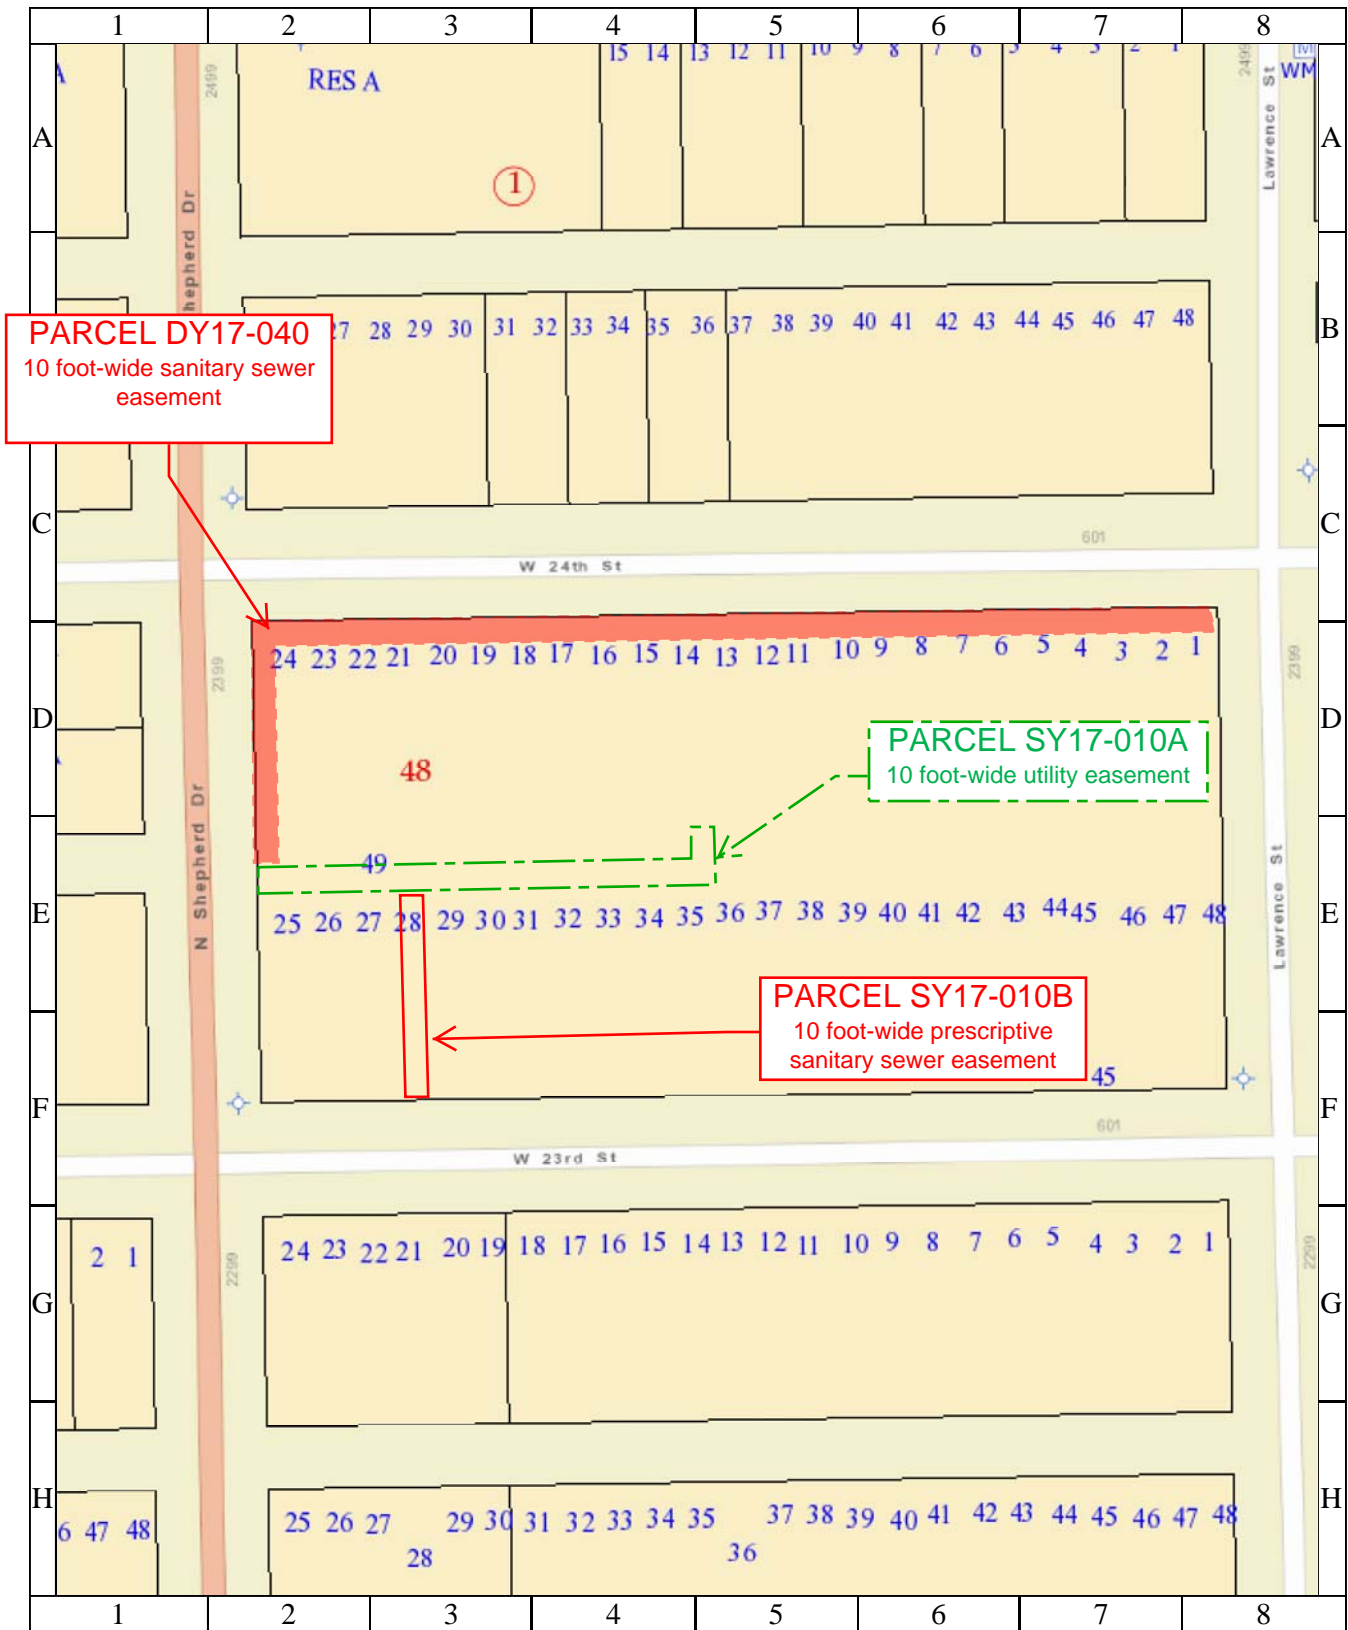 1 2 3 4 5 6 7 8
A
15 14 13 12 11 10 9 8 7 6 5 4 3 2 1
2499
RES A
2499
Lawrence St
M
WM
A
1
Shepherd Dr
B
PARCEL DY17-040
10 foot-wide sanitary sewer
easement
27 28 29 30 31 32 33 34 35 36 37 38 39 40 41 42 43 44 45 46 47 48
C
C
601
W 24th St
24 23 22 21 20 19 18 17 16 15 14 13 12 11 10 9 8 7 6 5 4 3 2 1
2399
2399
D
D
PARCEL SY17-010A
10 foot-wide utility easement
48
N Shepherd Dr
49
Lawrence St
E
E
25 26 27 28 29 30 31 32 33 34 35 36 37 38 39 40 41 42 43 44 45 46 47 48
PARCEL SY17-010B
10 foot-wide prescriptive
sanitary sewer easement
45
F
F
601
W 23rd St
2 1
24 23 22 21 20 19 18 17 16 15 14 13 12 11 10 9 8 7 6 5 4 3 2 1
2299
2299
G
G
H
H
6 47 48
25 26 27 29 30 31 32 33 34 35 37 38 39 40 41 42 43 44 45 46 47 48
28
36
1 2 3 4 5 6 7 8